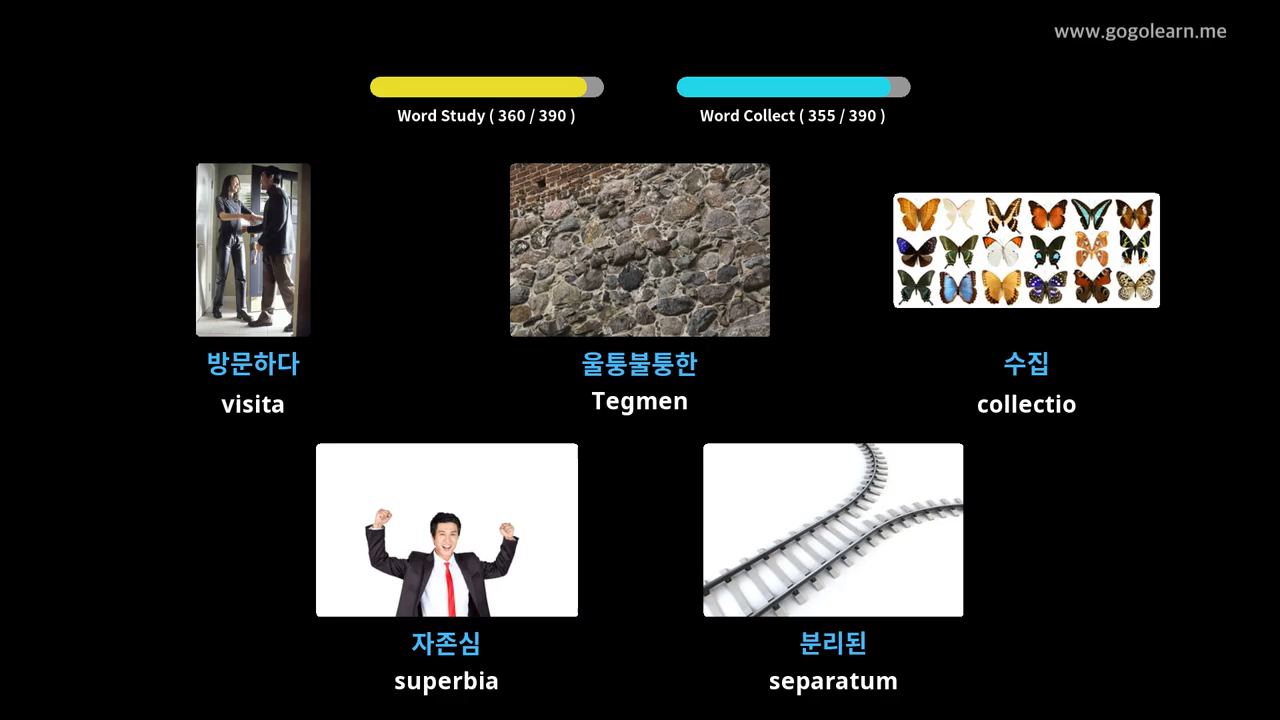 www.gogolearn.me
Word Study ( 360 / 390 )
Word Collect ( 355 / 390 )
방문하다
visita
울퉁불퉁한
Tegmen
수집
collectio
자존심
superbia
분리된
separatum